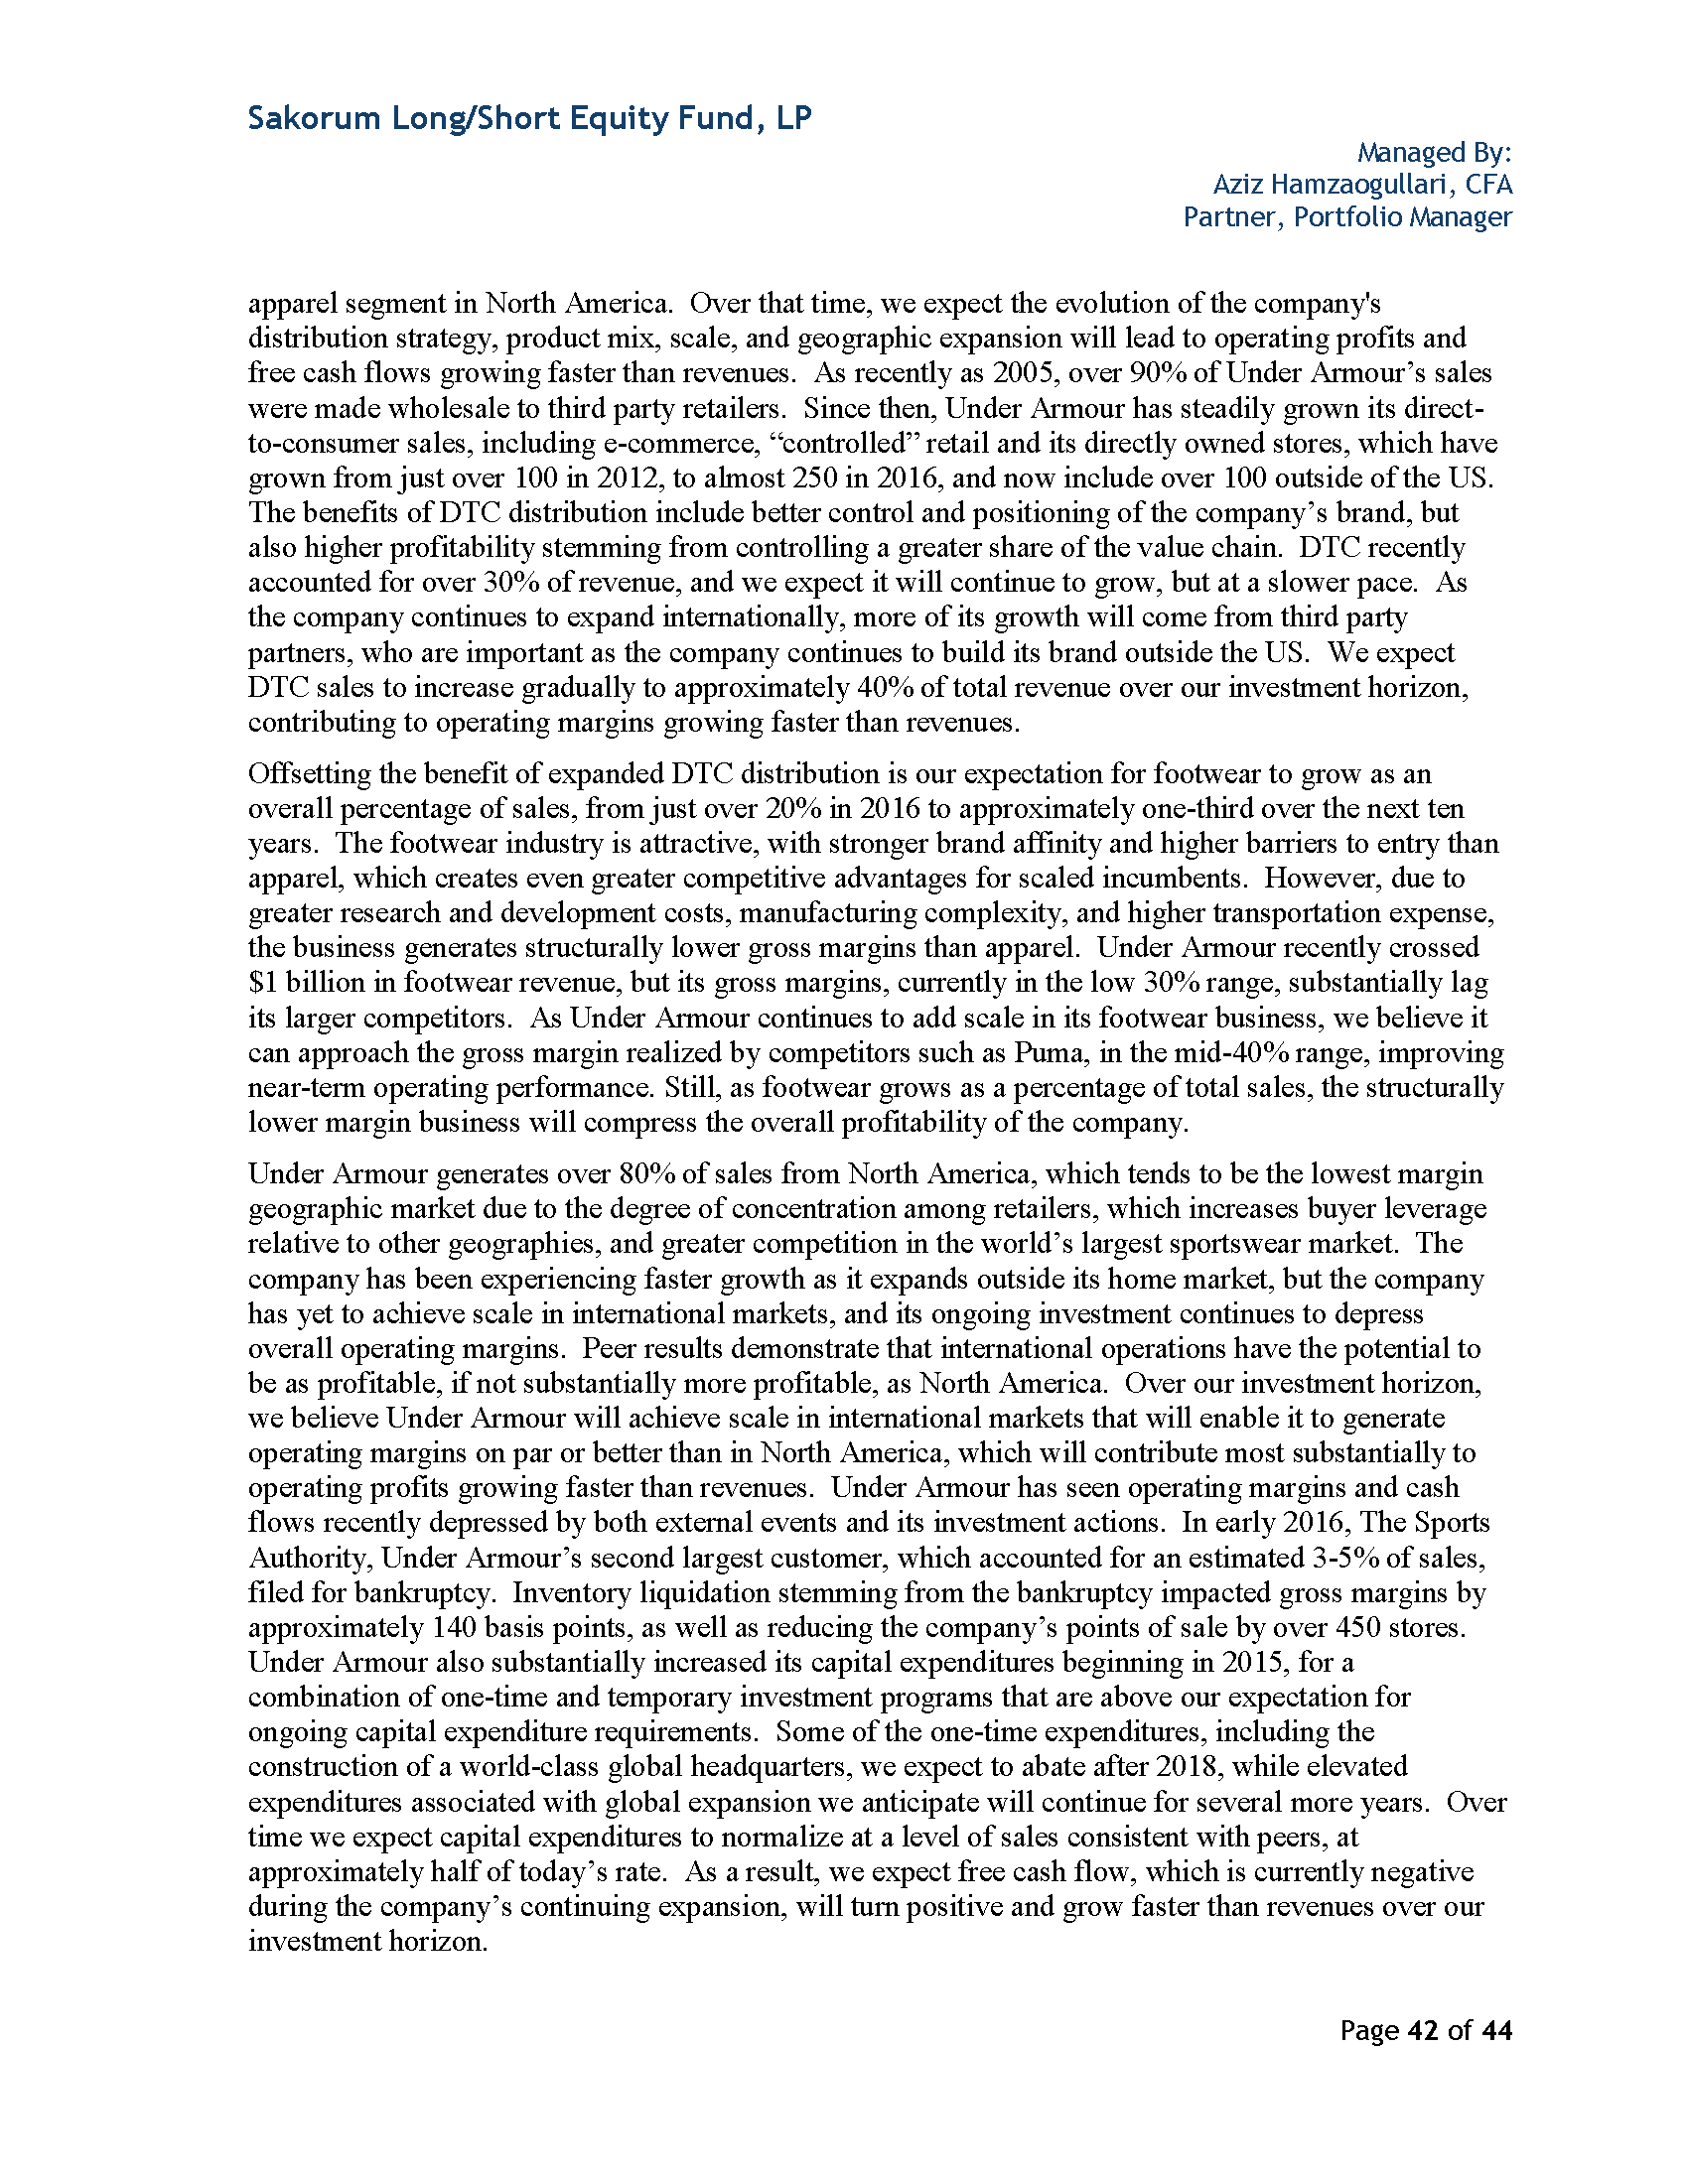 Sakorum Long/Short Equity Fund, LP
Managed By:
Aziz Hamzaogullari, CFA
Partner, Portfolio Manager
apparel segment in North America.  Over that time, we expect the evolution of the company's
distribution strategy, product mix, scale, and geographic expansion will lead to operating profits and
free cash flows growing faster than revenues.  As recently as 2005, over 90% of Under Armour’s sales
were made wholesale to third party retailers.  Since then, Under Armour has steadily grown its direct-
to-consumer sales, including e-commerce, “controlled” retail and its directly owned stores, which have
grown from just over 100 in 2012, to almost 250 in 2016, and now include over 100 outside of the US.
The benefits of DTC distribution include better control and positioning of the company’s brand, but
also higher profitability stemming from controlling a greater share of the value chain.  DTC recently
accounted for over 30% of revenue, and we expect it will continue to grow, but at a slower pace.  As
the company continues to expand internationally, more of its growth will come from third party
partners, who are important as the company continues to build its brand outside the US.  We expect
DTC sales to increase gradually to approximately 40% of total revenue over our investment horizon,
contributing to operating margins growing faster than revenues.
Offsetting the benefit of expanded DTC distribution is our expectation for footwear to grow as an
overall percentage of sales, from just over 20% in 2016 to approximately one-third over the next ten
years.  The footwear industry is attractive, with stronger brand affinity and higher barriers to entry than
apparel, which creates even greater competitive advantages for scaled incumbents.  However, due to
greater research and development costs, manufacturing complexity, and higher transportation expense,
the business generates structurally lower gross margins than apparel.  Under Armour recently crossed
$1 billion in footwear revenue, but its gross margins, currently in the low 30% range, substantially lag
its larger competitors.  As Under Armour continues to add scale in its footwear business, we believe it
can approach the gross margin realized by competitors such as Puma, in the mid-40% range, improving
near-term operating performance. Still, as footwear grows as a percentage of total sales, the structurally
lower margin business will compress the overall profitability of the company.
Under Armour generates over 80% of sales from North America, which tends to be the lowest margin
geographic market due to the degree of concentration among retailers, which increases buyer leverage
relative to other geographies, and greater competition in the world’s largest sportswear market.  The
company has been experiencing faster growth as it expands outside its home market, but the company
has yet to achieve scale in international markets, and its ongoing investment continues to depress
overall operating margins.  Peer results demonstrate that international operations have the potential to
be as profitable, if not substantially more profitable, as North America.  Over our investment horizon,
we believe Under Armour will achieve scale in international markets that will enable it to generate
operating margins on par or better than in North America, which will contribute most substantially to
operating profits growing faster than revenues.  Under Armour has seen operating margins and cash
flows recently depressed by both external events and its investment actions.  In early 2016, The Sports
Authority, Under Armour’s second largest customer, which accounted for an estimated 3-5% of sales,
filed for bankruptcy.  Inventory liquidation stemming from the bankruptcy impacted gross margins by
approximately 140 basis points, as well as reducing the company’s points of sale by over 450 stores.
Under Armour also substantially increased its capital expenditures beginning in 2015, for a
combination of one-time and temporary investment programs that are above our expectation for
ongoing capital expenditure requirements.  Some of the one-time expenditures, including the
construction of a world-class global headquarters, we expect to abate after 2018, while elevated
expenditures associated with global expansion we anticipate will continue for several more years.  Over
time we expect capital expenditures to normalize at a level of sales consistent with peers, at
approximately half of today’s rate.  As a result, we expect free cash flow, which is currently negative
during the company’s continuing expansion, will turn positive and grow faster than revenues over our
investment horizon.
Page 42 of 44